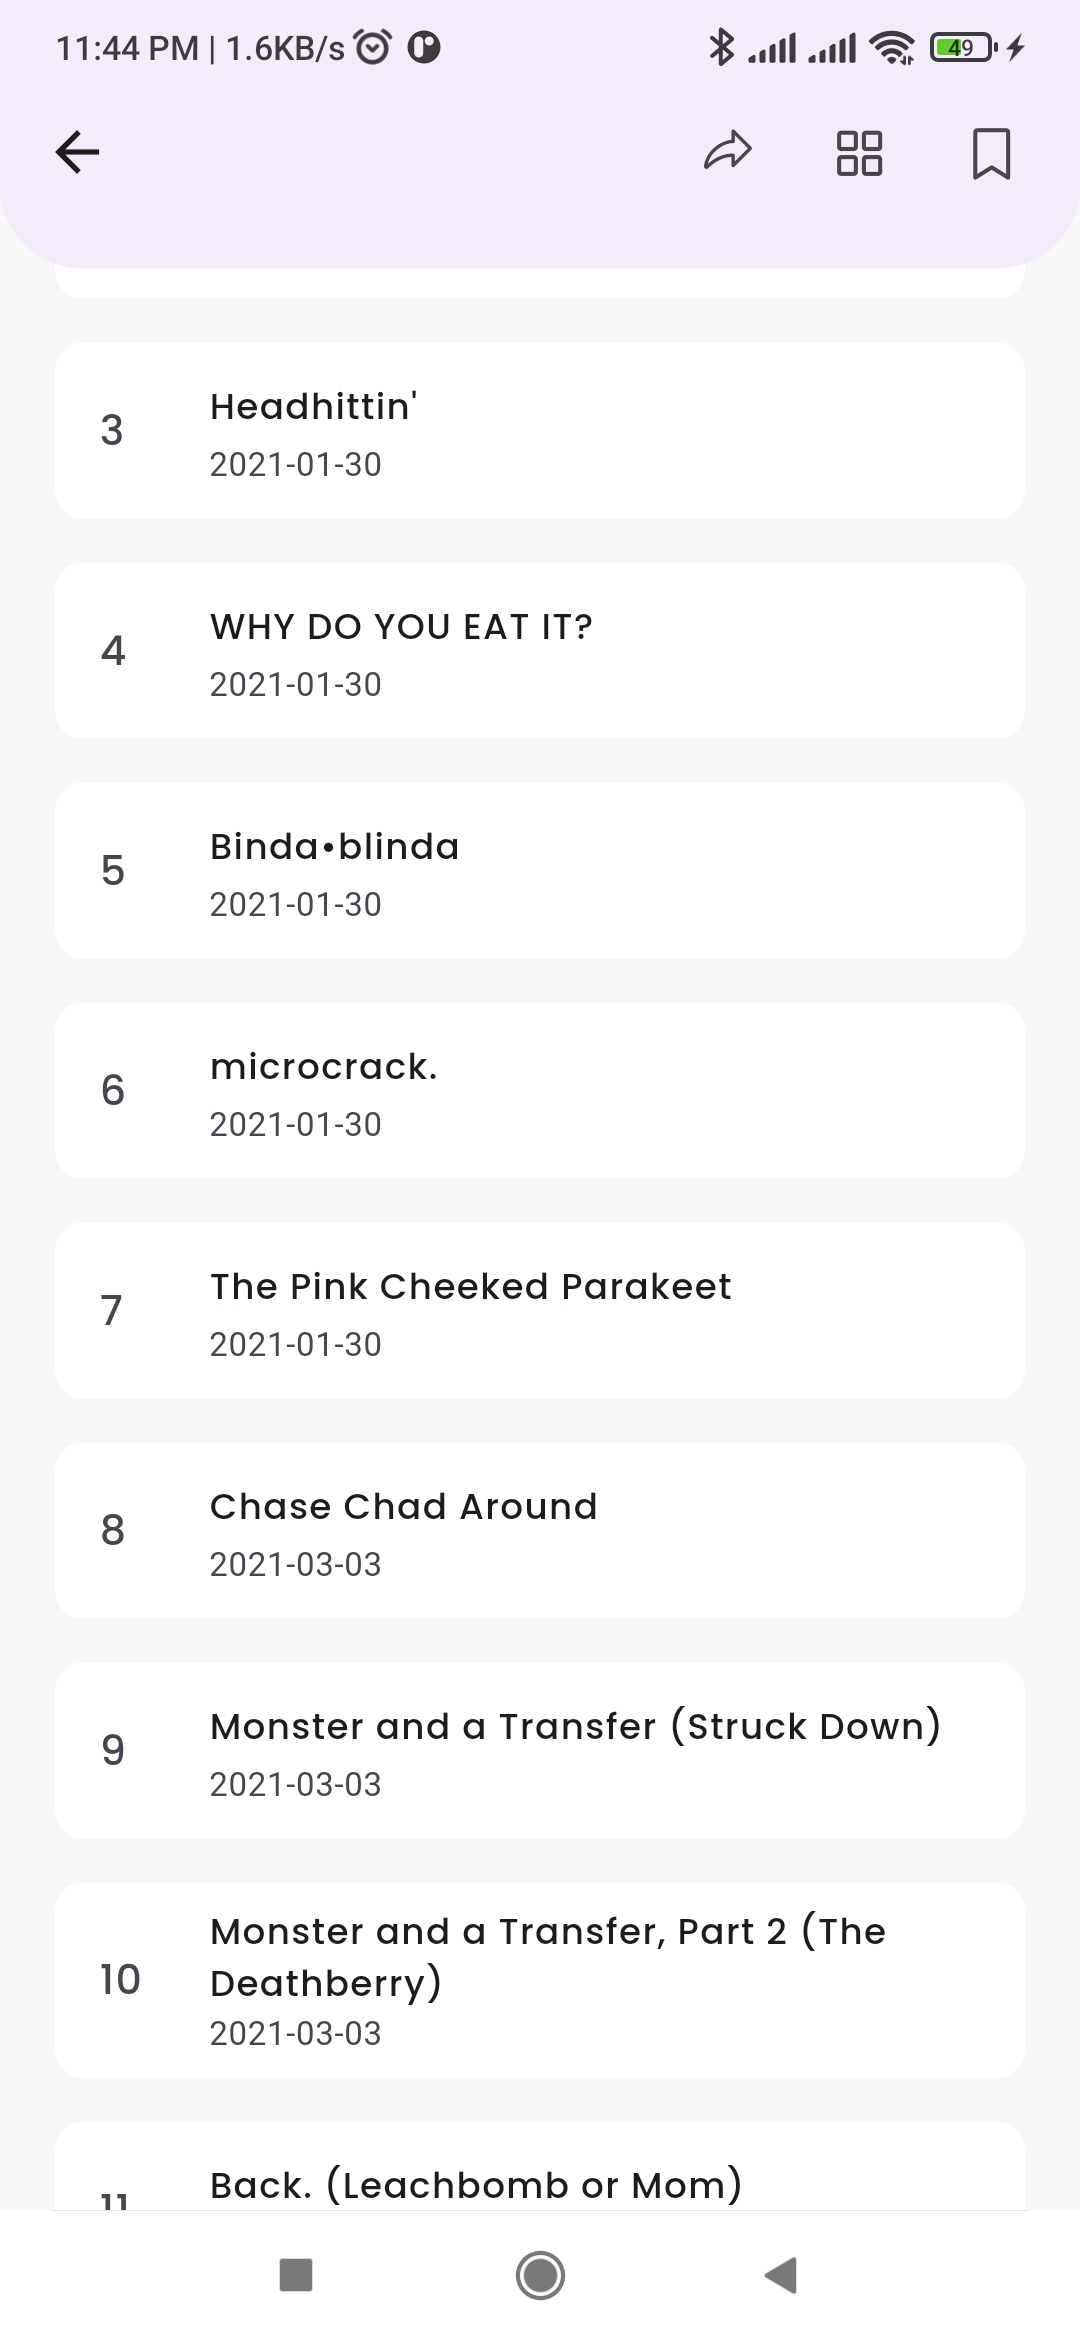 11:44 PM | 1.6KB/s
49
3
Headhittin'
2021-01-30
4
WHY DO YOU EAT IT?
2021-01-30
5
Binda•blinda
2021-01-30
6
microcrack.
2021-01-30
7
The Pink Cheeked Parakeet
2021-01-30
8
Chase Chad Around
2021-03-03
9
Monster and a Transfer (Struck Down)
2021-03-03
10
Monster and a Transfer, Part 2 (The
Deathberry)
2021-03-03
11
Back. (Leachbomb or Mom)